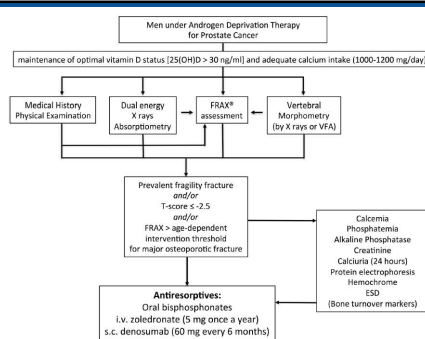 Men under Androgen Deprivation Therapy
for Prostate Cancer
maintenance of optimal vitamin D status [25(OH)D > 30 ng/ml] and adequate calcium intake (1000-1200 mg/day)
Medical History
Physical Examination
Dual energy
X rays
Absorptiometry
FRAX®
assessment
Vertebral
Morphometry
(by X rays or VFA)
Prevalent fragility fracture
and/or
T-score ≤ -2.5
and/or
FRAX > age-dependent
intervention threshold
for major osteoporotic fracture
Calcemia
Phosphatemia
Alkaline Phosphatase
Creatinine
Calciuria (24 hours)
Protein electrophoresis
Hemochrome
ESD
(Bone turnover markers)
Antiresorptives:
Oral bisphosphonates
i.v. zoledronate (5 mg once a year)
s.c. denosumab (60 mg every 6 months)